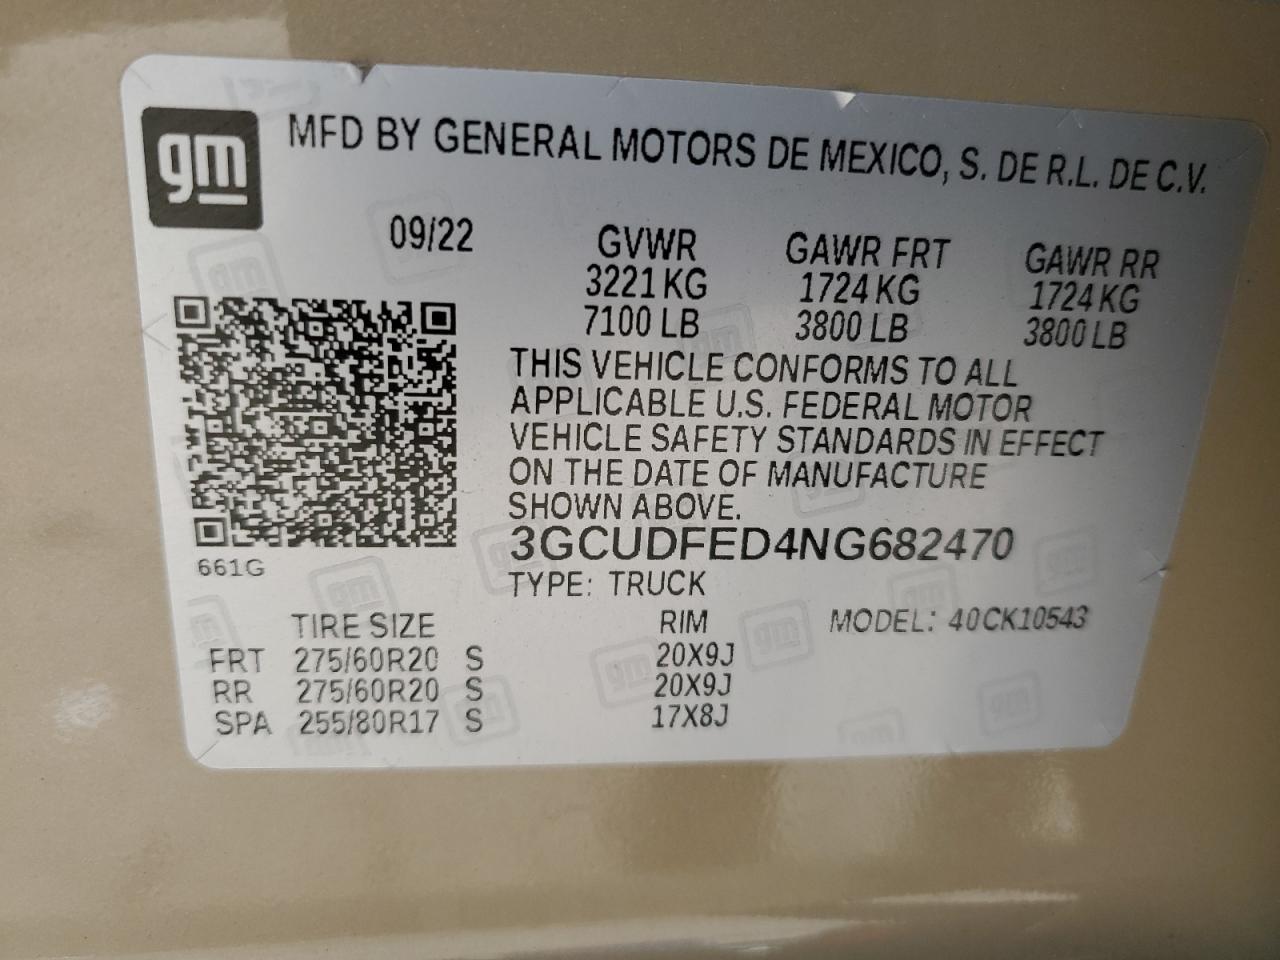 gm
MFD BY GENERAL MOTORS DE MEXICO, S. DE R.L. DE C.V.
09/22 GVWR GAWR FRT GAWR RR
3221 KG 1724 KG 1724 KG
7100 LB 3800 LB 3800 LB
THIS VEHICLE CONFORMS TO ALL
APPLICABLE U.S. FEDERAL MOTOR
VEHICLE SAFETY STANDARDS IN EFFECT
ON THE DATE OF MANUFACTURE
SHOWN ABOVE.
3GCUDFED4NG682470
661G
TYPE: TRUCK
TIRE SIZE RIM MODEL: 40CK10543
FRT 275/60R20 S 20X9J
RR 275/60R20 S 20X9J
SPA 255/80R17 S 17X8J